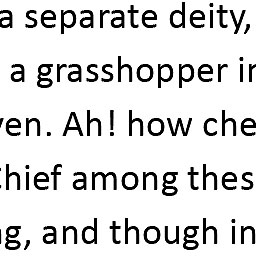 a separate deity,
a grasshopper in
ven. Ah! how che
Chief among thes
ng, and though in